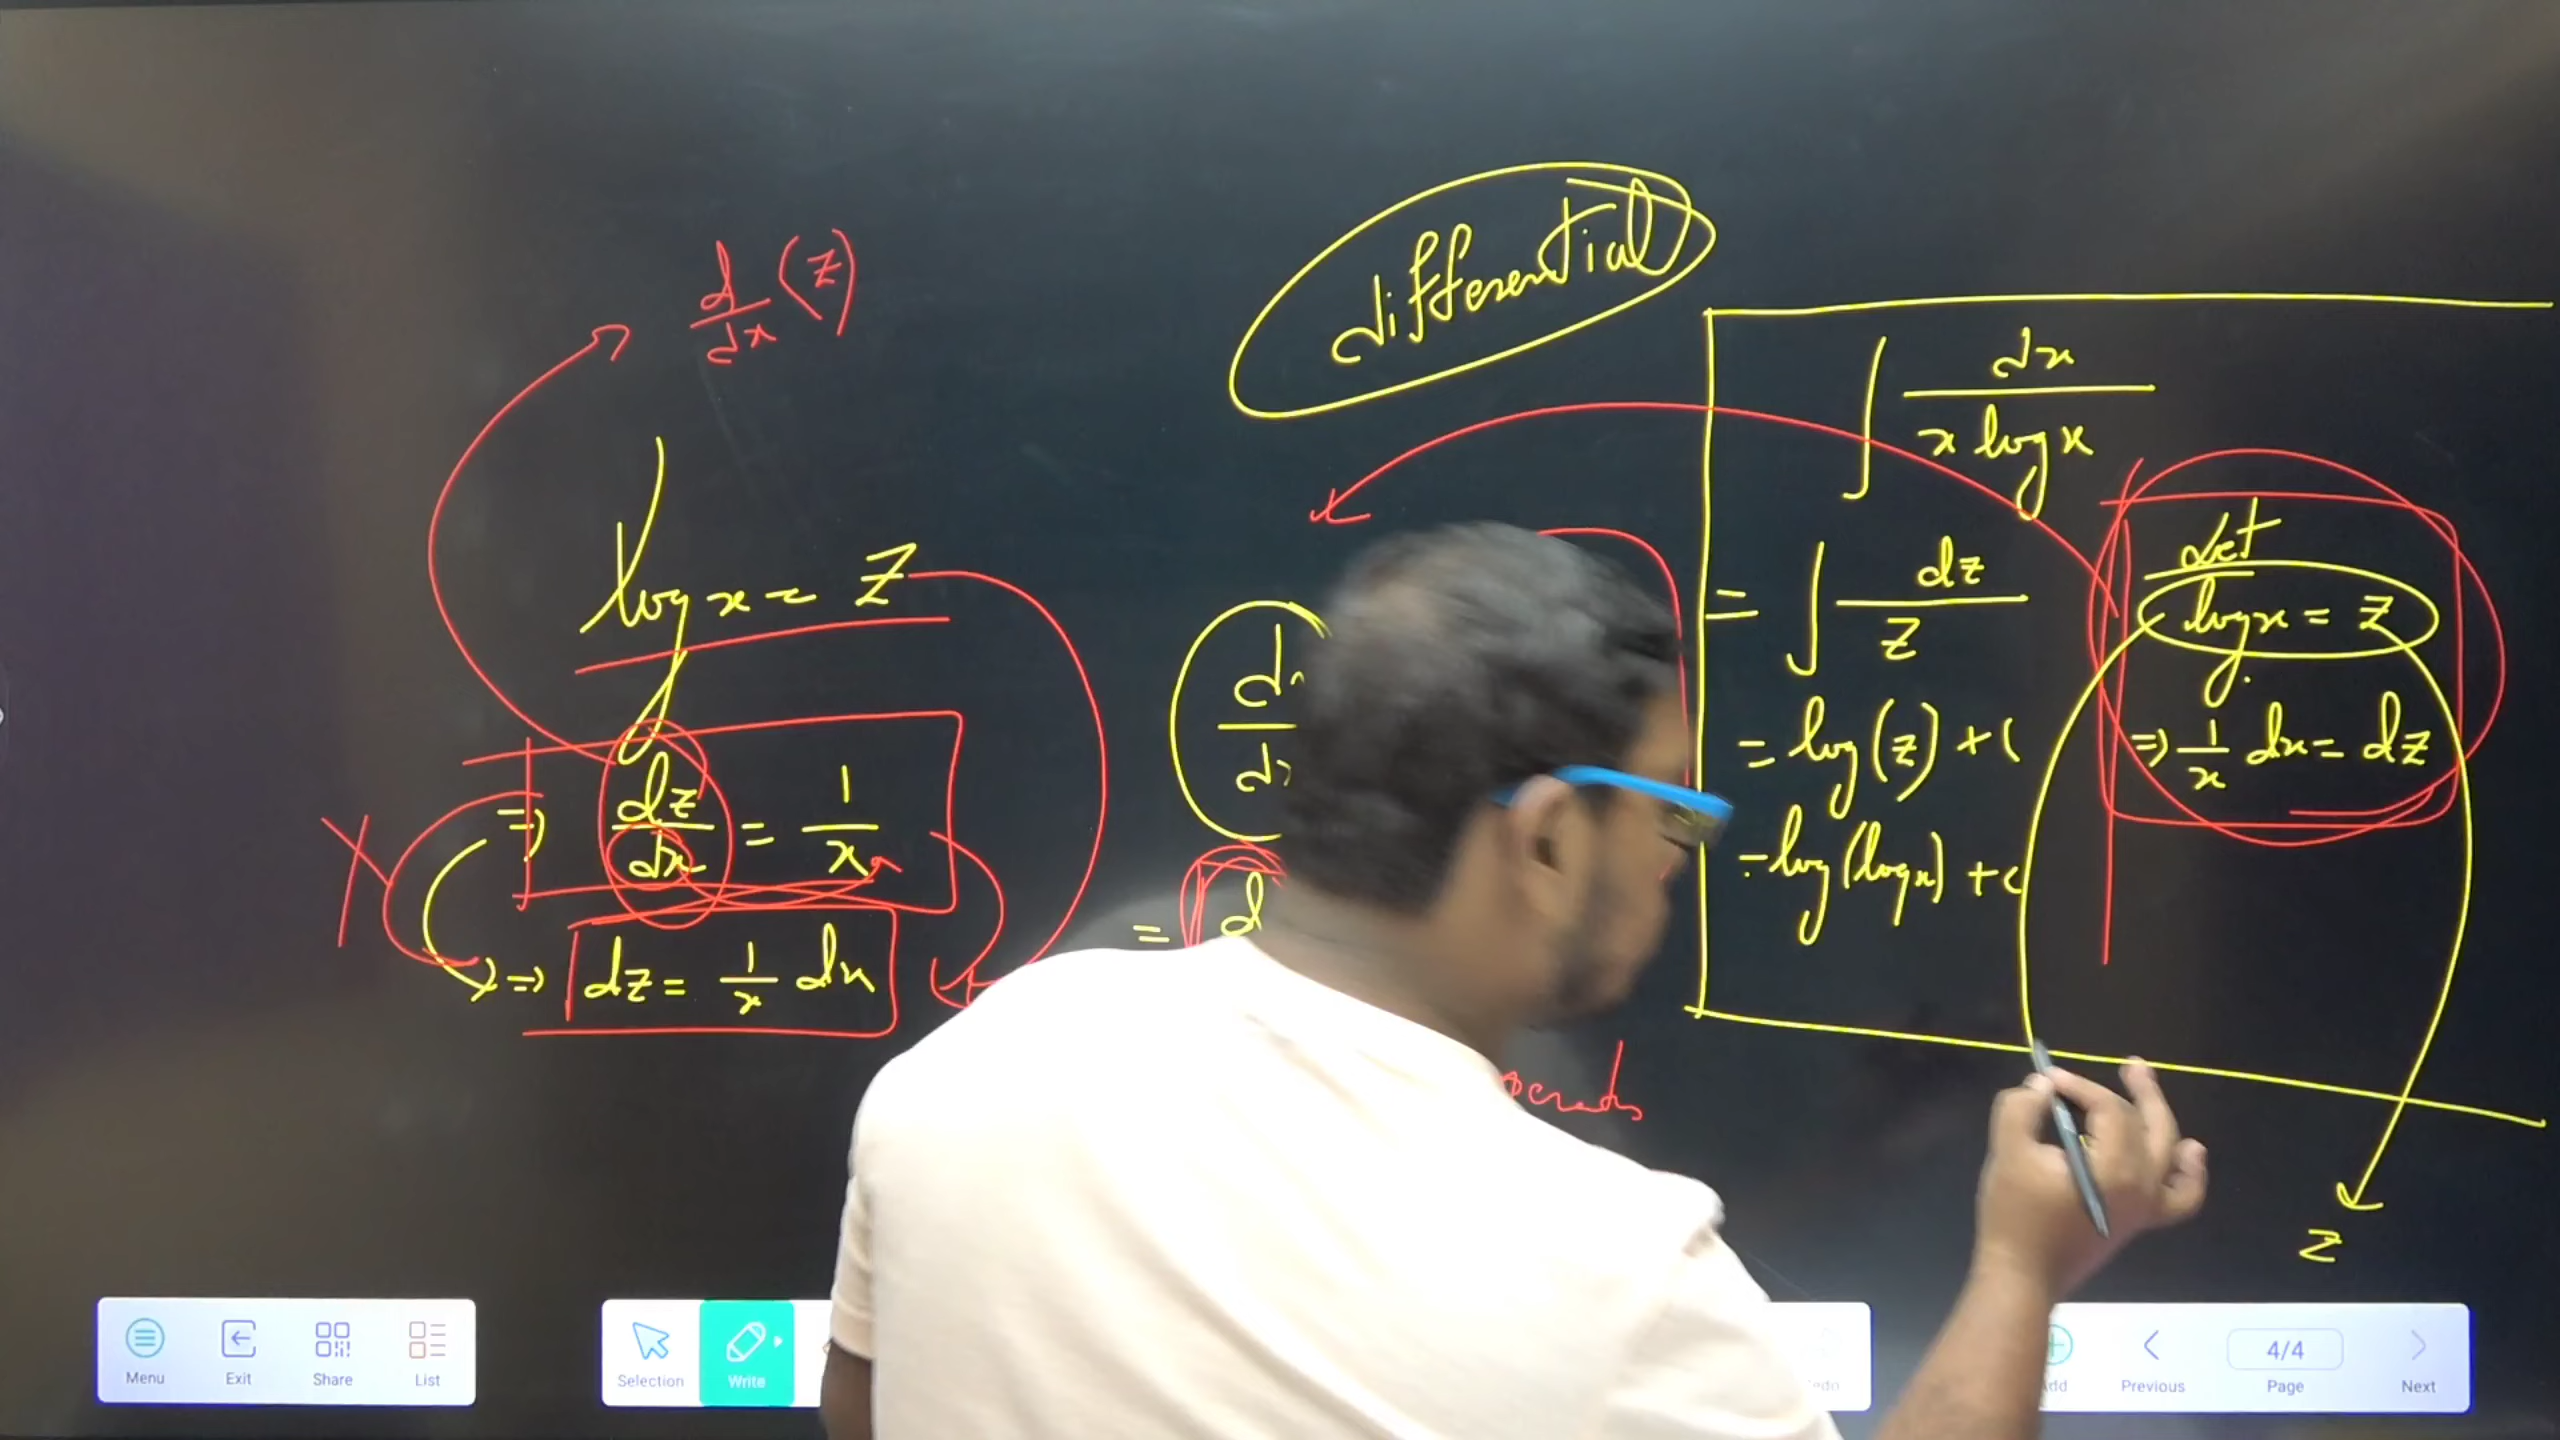 differential
d/dx (z)
log x = z
⇒ dz/dx = 1/x
⇒ dz = 1/x dx
= d
∫ dx / x log x
= ∫ dz / z
= log(z) + c
= log(log x) + c
Let
log x = z
⇒ 1/x dx = dz
z
Menu Exit Share List
Selection Write
Previous 4/4 Page Next